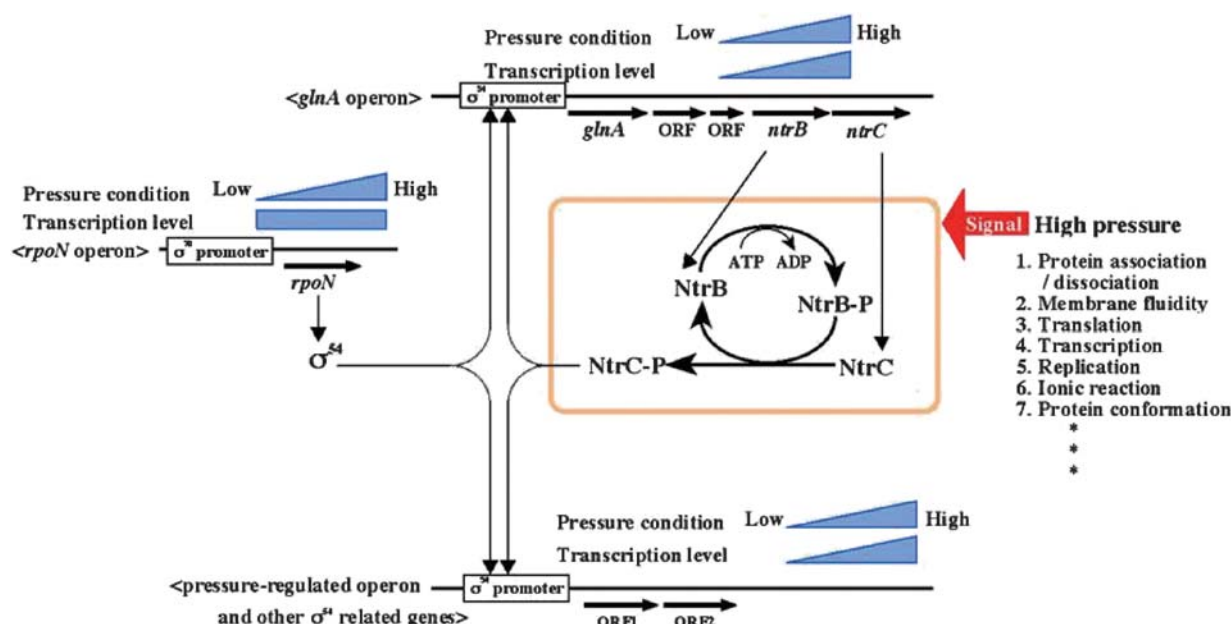 Pressure condition Low High
Transcription level
<glnA operon> σ⁵⁴ promoter
glnA ORF ORF ntrB ntrC
Pressure condition Low High
Transcription level
<rpoN operon> σ⁷⁰ promoter
rpoN
σ⁵⁴
Signal High pressure
1. Protein association
/ dissociation
2. Membrane fluidity
3. Translation
4. Transcription
5. Replication
6. Ionic reaction
7. Protein conformation
*
*
*
ATP ADP
NtrB NtrB-P
NtrC-P NtrC
Pressure condition Low High
Transcription level
<pressure-regulated operon σ⁵⁴ promoter
and other σ⁵⁴ related genes>
ORF1 ORF2